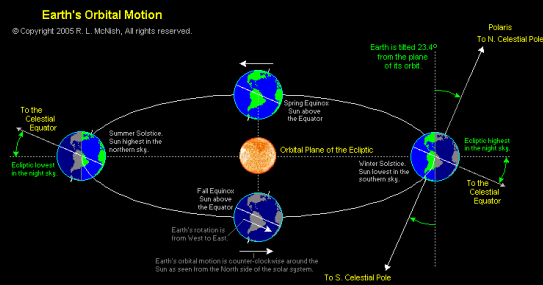 Earth's Orbital Motion
© Copyright 2005 R. L. McNish, All rights reserved.
Polaris
To N. Celestial Pole
Earth is tilted 23.4°
from the plane
of its orbit.
To the
Celestial
Equator
Spring Equinox
Sun above
the Equator
Summer Solstice.
Sun highest in the
northern sky.
Ecliptic lowest
in the night sky.
Orbital Plane of the Ecliptic
Winter Solstice.
Sun lowest in the
southern sky.
Ecliptic highest
in the night sky.
To the
Celestial
Equator
Fall Equinox
Sun above
the Equator
Earth's rotation is
from West to East.
Earth's orbital motion is counter-clockwise around the
Sun as seen from the North side of the solar system.
To S. Celestial Pole